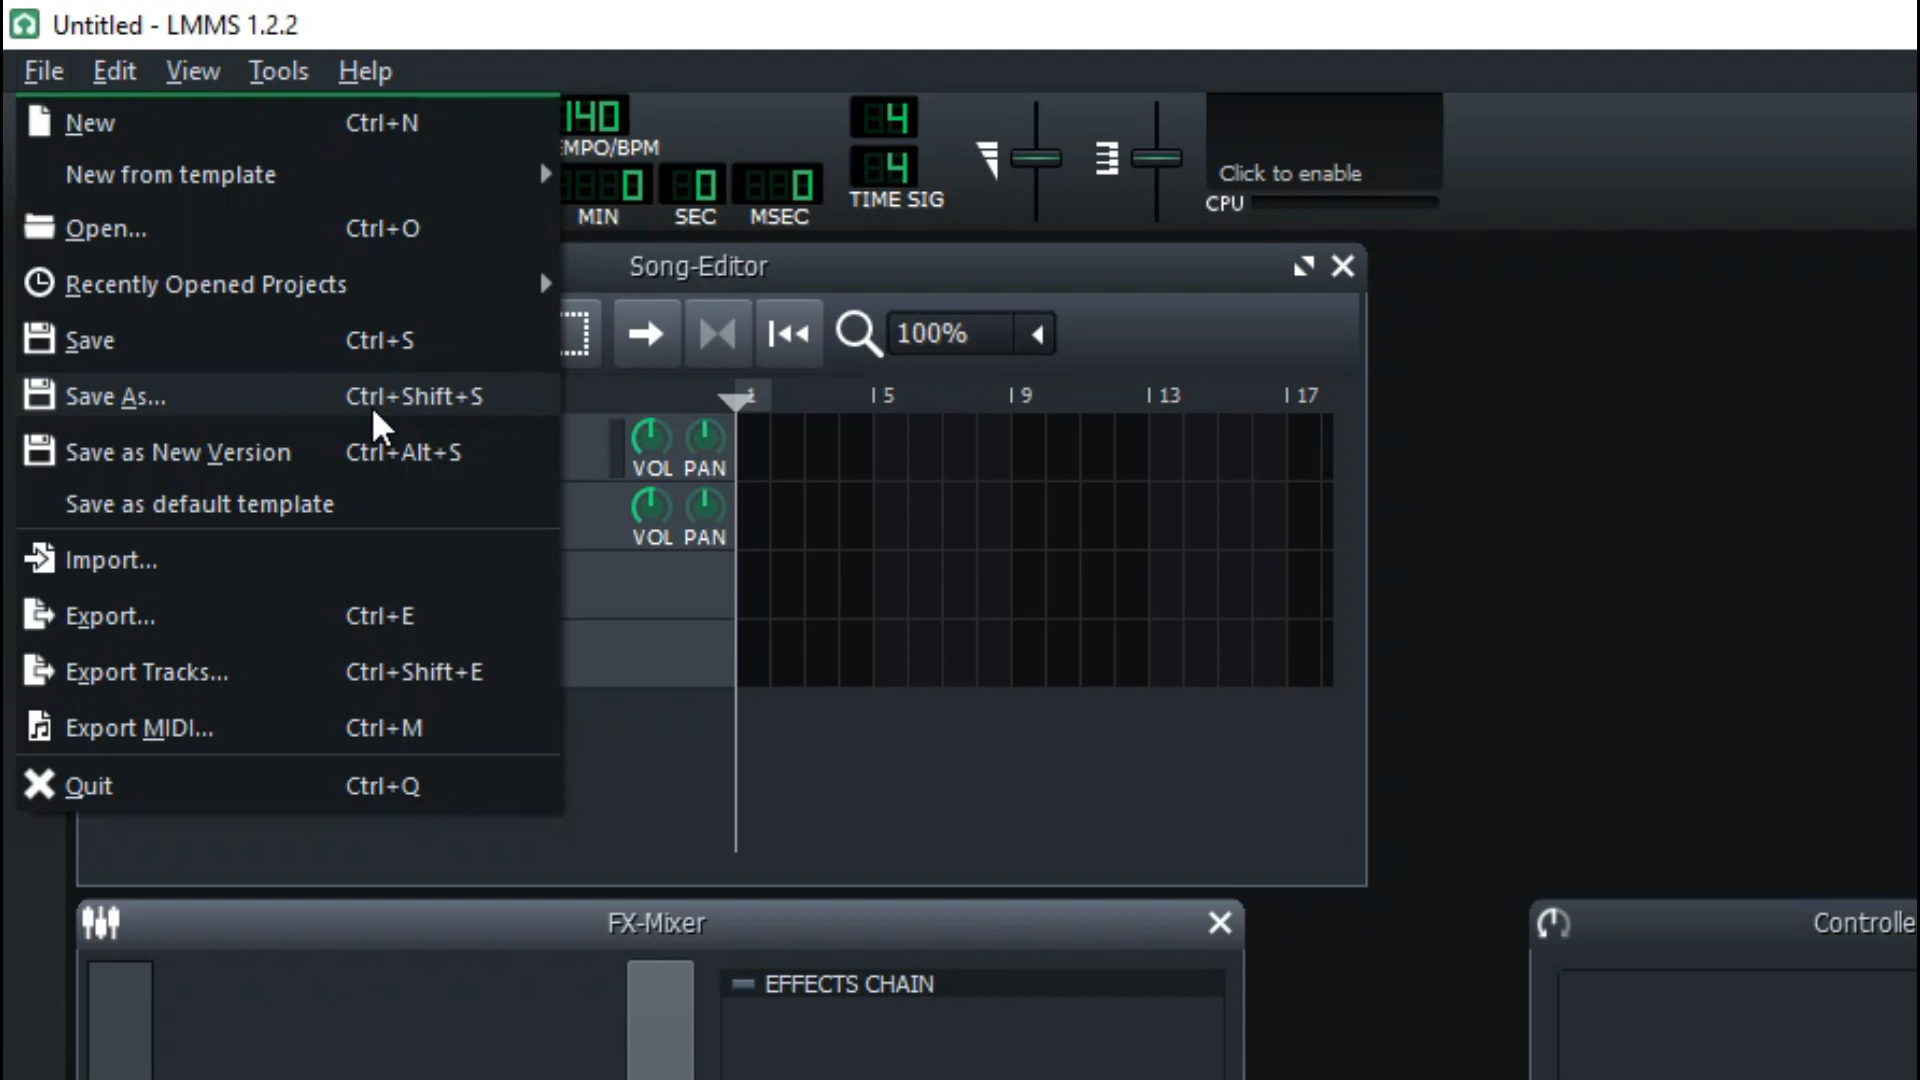 Untitled - LMMS 1.2.2
File Edit View Tools Help
New Ctrl+N
New from template
Open... Ctrl+O
Recently Opened Projects
Save Ctrl+S
Save As... Ctrl+Shift+S
Save as New Version Ctrl+Alt+S
Save as default template
Import...
Export... Ctrl+E
Export Tracks... Ctrl+Shift+E
Export MIDI... Ctrl+M
Quit Ctrl+Q
140
MPO/BPM
0 0 0
MIN SEC MSEC
4
4
TIME SIG
Click to enable
CPU
Song-Editor
100%
1 5 9 13 17
VOL PAN
VOL PAN
FX-Mixer
EFFECTS CHAIN
Controlle